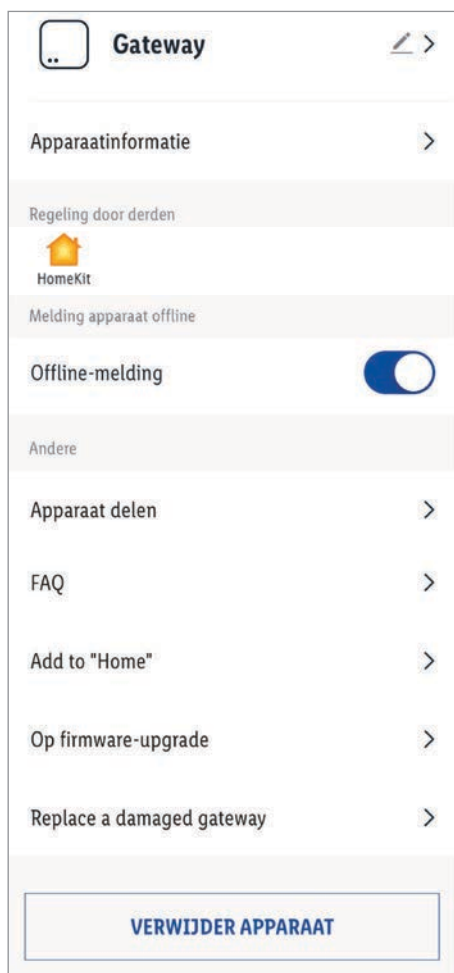 Gateway
Apparaatinformatie
Regeling door derden
HomeKit
Melding apparaat offline
Offline-melding
Andere
Apparaat delen
FAQ
Add to "Home"
Op firmware-upgrade
Replace a damaged gateway
VERWIJDER APPARAAT